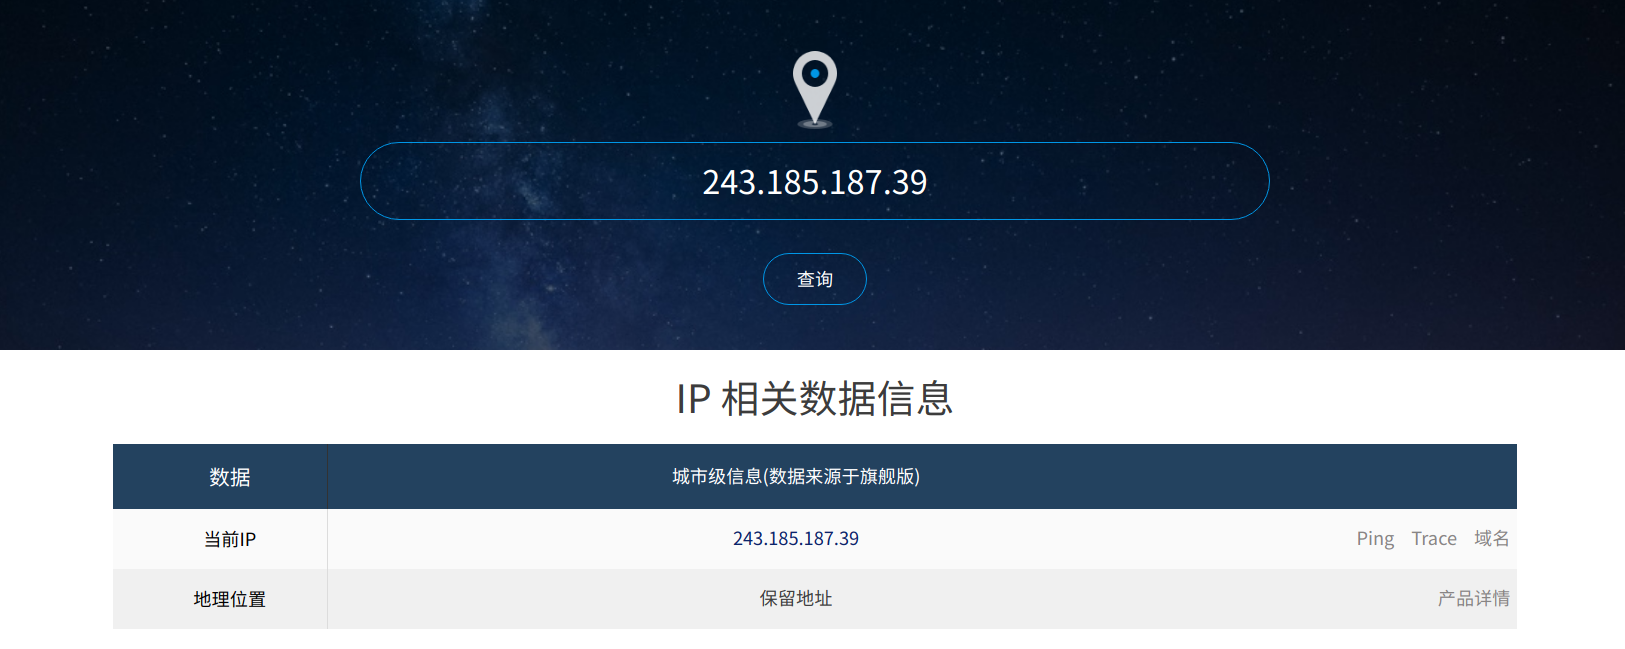 243.185.187.39
查询
IP 相关数据信息
数据 城市级信息(数据来源于旗舰版)
当前IP 243.185.187.39 Ping Trace 域名
地理位置 保留地址 产品详情